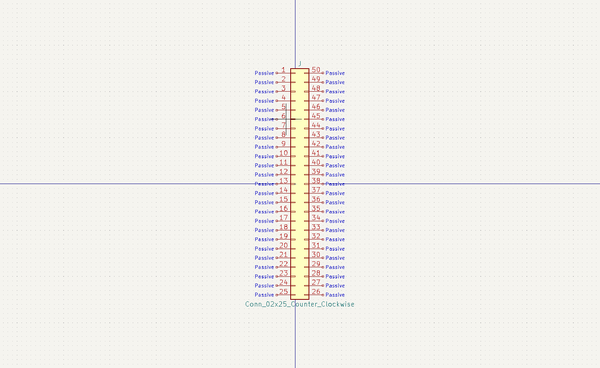 J
Passive 1 50 Passive
Passive 2 49 Passive
Passive 3 48 Passive
Passive 4 47 Passive
Passive 5 46 Passive
Passive 6 45 Passive
Passive 7 44 Passive
Passive 8 43 Passive
Passive 9 42 Passive
Passive 10 41 Passive
Passive 11 40 Passive
Passive 12 39 Passive
Passive 13 38 Passive
Passive 14 37 Passive
Passive 15 36 Passive
Passive 16 35 Passive
Passive 17 34 Passive
Passive 18 33 Passive
Passive 19 32 Passive
Passive 20 31 Passive
Passive 21 30 Passive
Passive 22 29 Passive
Passive 23 28 Passive
Passive 24 27 Passive
Passive 25 26 Passive
Conn_02x25_Counter_Clockwise